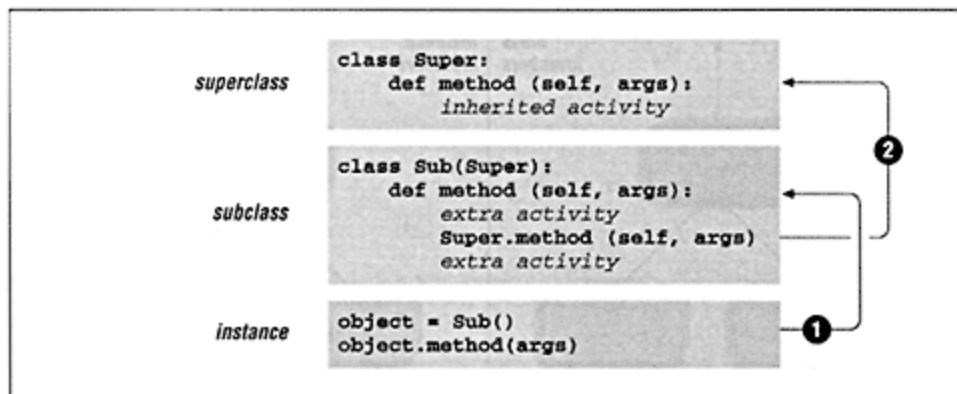 superclass
class Super:
    def method (self, args):
        inherited activity
2
subclass
class Sub(Super):
    def method (self, args):
        extra activity
        Super.method (self, args)
        extra activity
instance
object = Sub()
object.method(args)
1